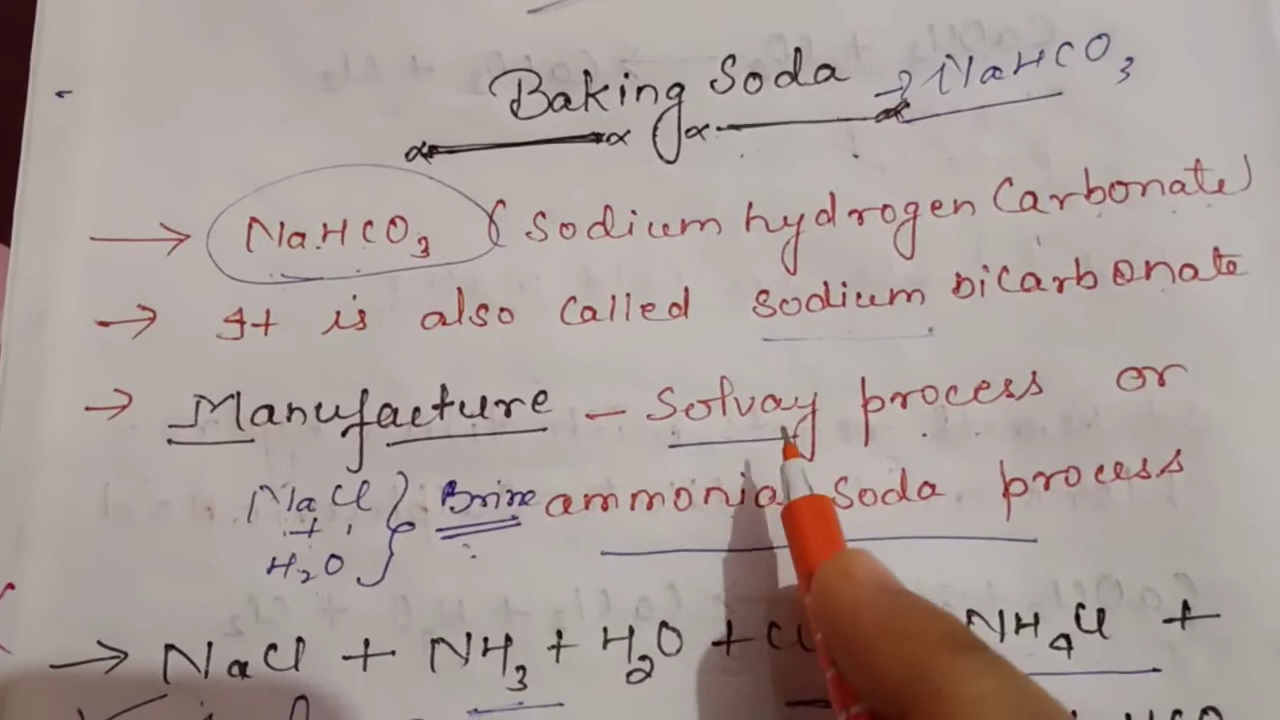 Baking Soda → NaHCO₃
→ NaHCO₃ (Sodium hydrogen Carbonate)
→ It is also called sodium bicarbonate
→ Manufacture – Solvay process or
NaCl + H₂O } Brine ammonia Soda process
→ NaCl + NH₃ + H₂O + NH₄Cl +